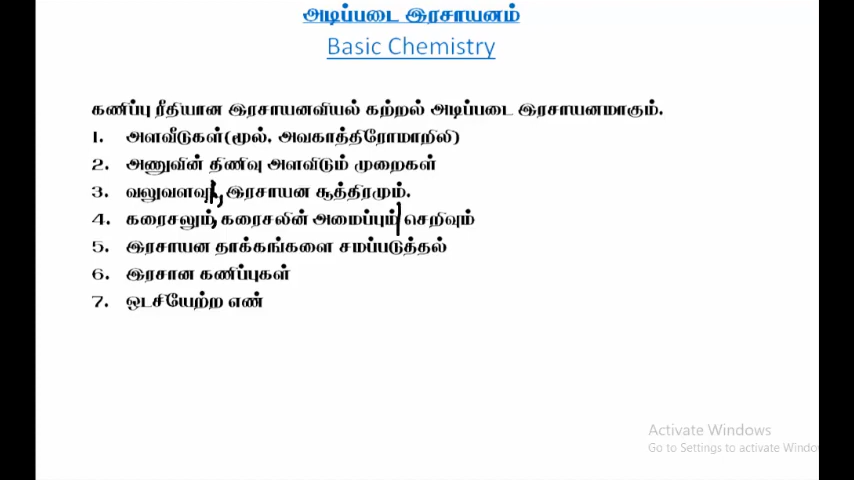 அடிப்படை இரசாயனம்
Basic Chemistry
கணிப்பு ரீதியான இரசாயனவியல் கற்றல் அடிப்படை இரசாயனமாகும்.
1. அளவீடுகள்(மூல், அவகாத்திரோமாறிலி)
2. அணுவின் திணிவு அளவிடும் முறைகள்
3. வலுவளவு, இரசாயன சூத்திரமும்.
4. கரைசலும், கரைசலின் அமைப்பும் செறிவும்
5. இரசாயன தாக்கங்களை சமப்படுத்தல்
6. இரசான கணிப்புகள்
7. ஒடசியேற்ற எண்
Activate Windows
Go to Settings to activate Windo